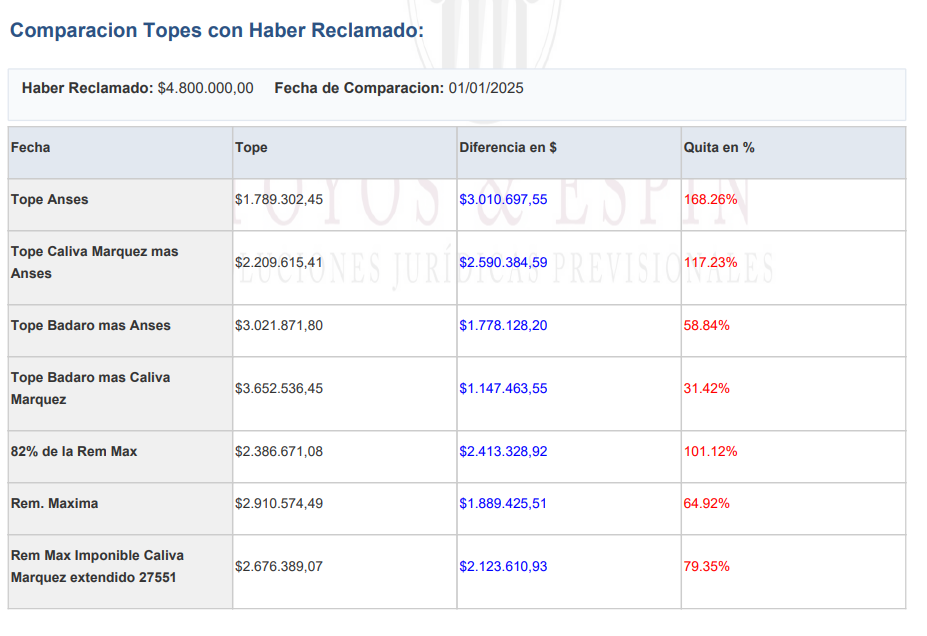 Comparacion Topes con Haber Reclamado:
Haber Reclamado: $4.800.000,00 Fecha de Comparacion: 01/01/2025
Fecha Tope Diferencia en $ Quita en %
Tope Anses $1.789.302,45 $3.010.697,55 168.26%
Tope Caliva Marquez mas
Anses $2.209.615,41 $2.590.384,59 117.23%
Tope Badaro mas Anses $3.021.871,80 $1.778.128,20 58.84%
Tope Badaro mas Caliva
Marquez $3.652.536,45 $1.147.463,55 31.42%
82% de la Rem Max $2.386.671,08 $2.413.328,92 101.12%
Rem. Maxima $2.910.574,49 $1.889.425,51 64.92%
Rem Max Imponible Caliva
Marquez extendido 27551 $2.676.389,07 $2.123.610,93 79.35%
OYOS & ESPIN
JURÍDICAS PREVISIONALES